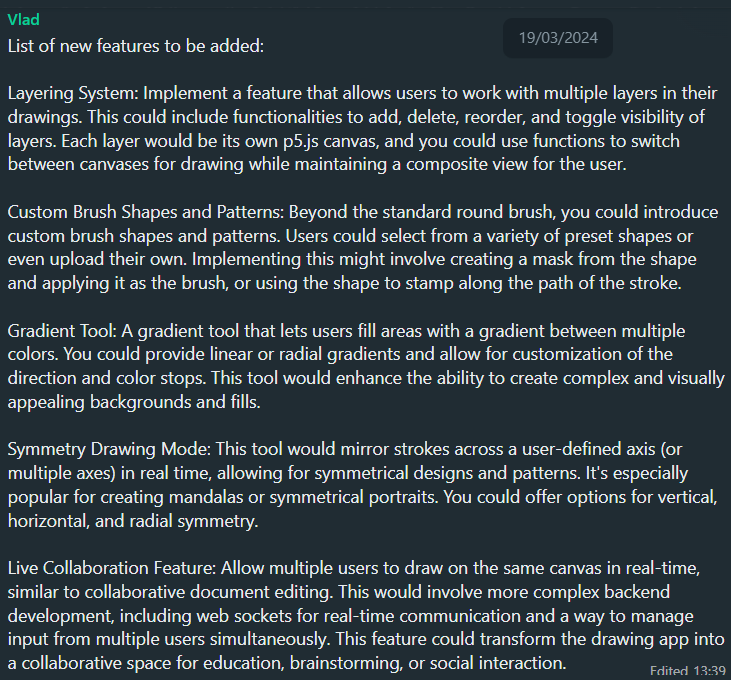 Vlad
19/03/2024
List of new features to be added:
Layering System: Implement a feature that allows users to work with multiple layers in their
drawings. This could include functionalities to add, delete, reorder, and toggle visibility of
layers. Each layer would be its own p5.js canvas, and you could use functions to switch
between canvases for drawing while maintaining a composite view for the user.
Custom Brush Shapes and Patterns: Beyond the standard round brush, you could introduce
custom brush shapes and patterns. Users could select from a variety of preset shapes or
even upload their own. Implementing this might involve creating a mask from the shape
and applying it as the brush, or using the shape to stamp along the path of the stroke.
Gradient Tool: A gradient tool that lets users fill areas with a gradient between multiple
colors. You could provide linear or radial gradients and allow for customization of the
direction and color stops. This tool would enhance the ability to create complex and visually
appealing backgrounds and fills.
Symmetry Drawing Mode: This tool would mirror strokes across a user-defined axis (or
multiple axes) in real time, allowing for symmetrical designs and patterns. It's especially
popular for creating mandalas or symmetrical portraits. You could offer options for vertical,
horizontal, and radial symmetry.
Live Collaboration Feature: Allow multiple users to draw on the same canvas in real-time,
similar to collaborative document editing. This would involve more complex backend
development, including web sockets for real-time communication and a way to manage
input from multiple users simultaneously. This feature could transform the drawing app into
a collaborative space for education, brainstorming, or social interaction.
Edited 13:39